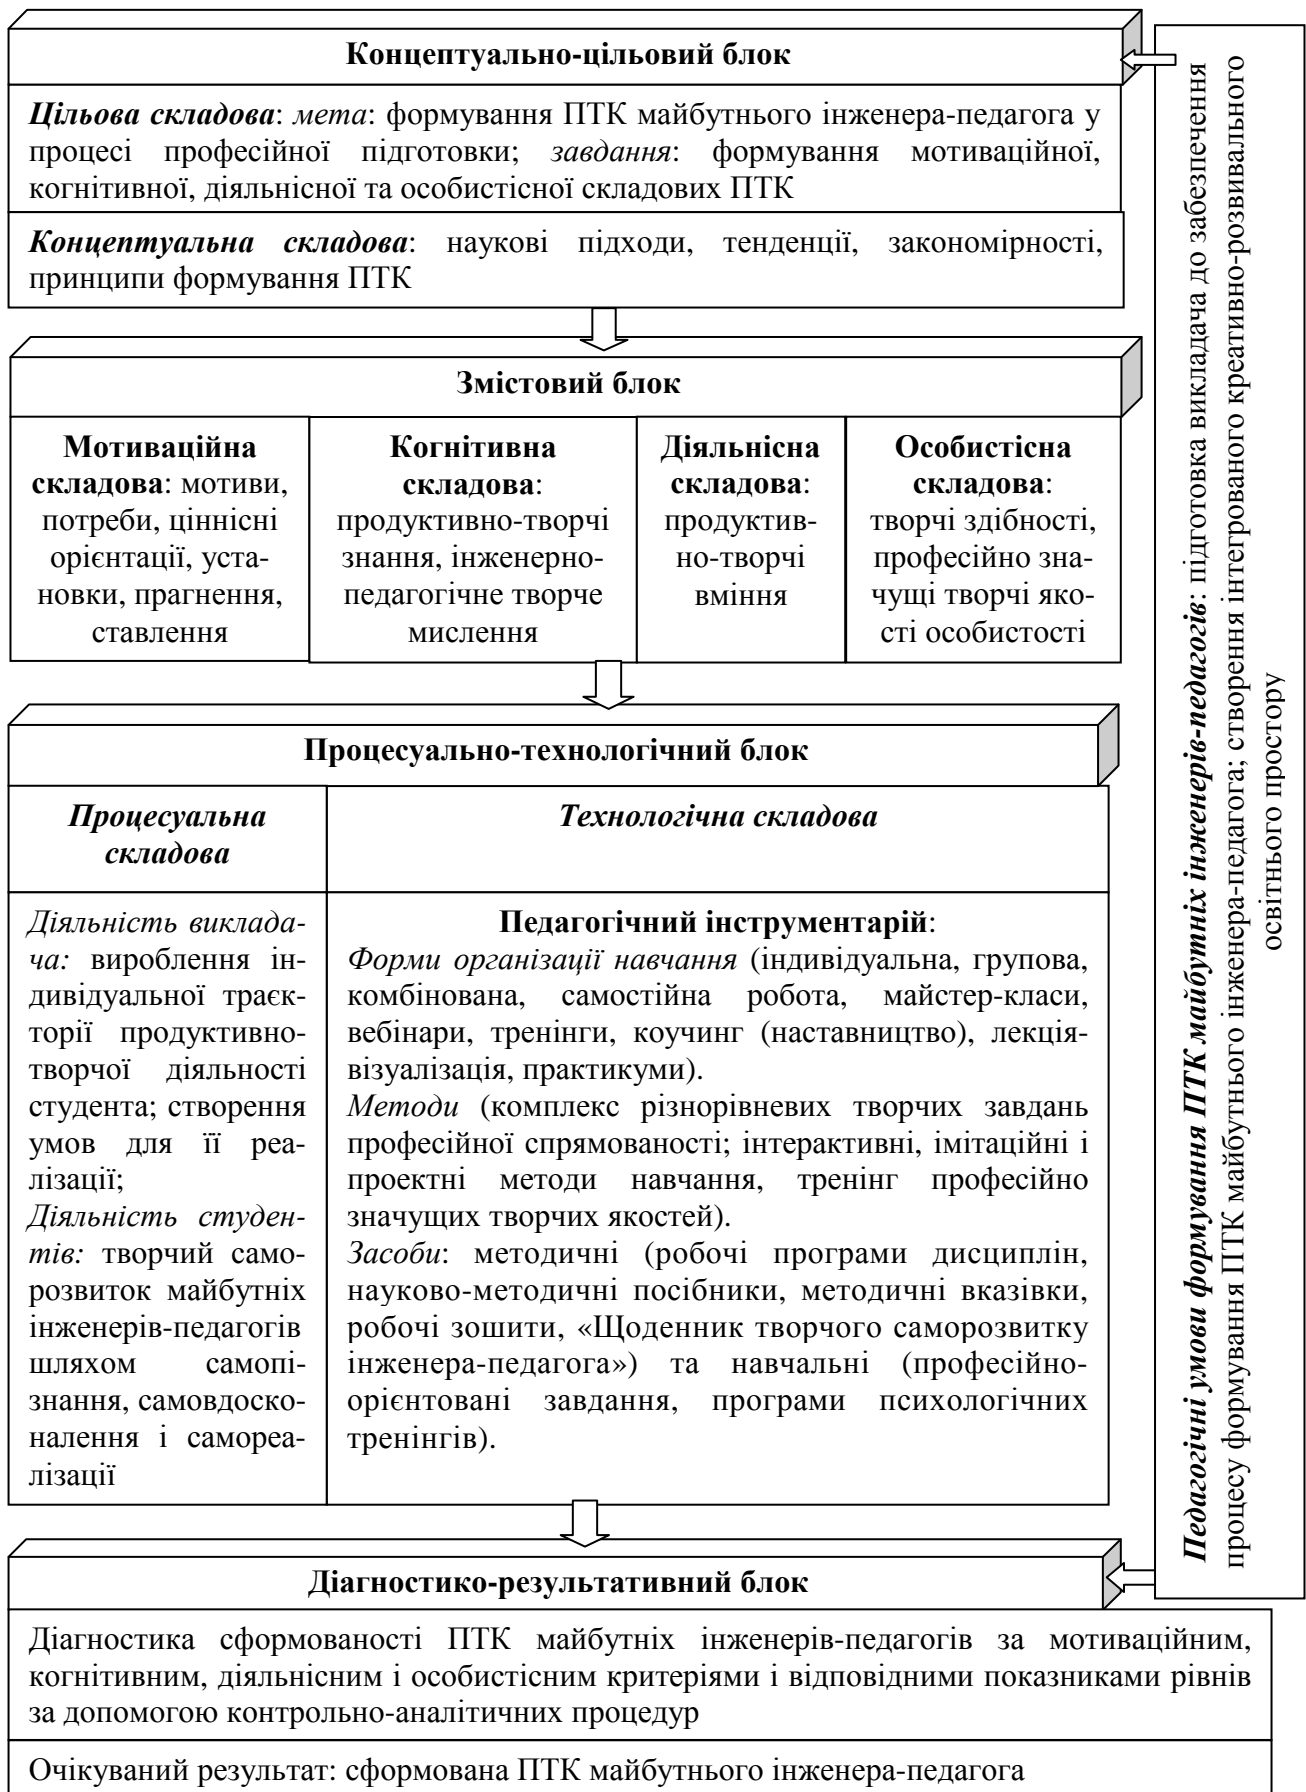 Концептуально-цільовий блок
Цільова складова: мета: формування ПТК майбутнього інженера-педагога у
процесі професійної підготовки; завдання: формування мотиваційної,
когнітивної, діяльнісної та особистісної складових ПТК
Концептуальна складова: наукові підходи, тенденції, закономірності,
принципи формування ПТК
Змістовий блок
Мотиваційна
складова: мотиви,
потреби, ціннісні
орієнтації, уста-
новки, прагнення,
ставлення
Когнітивна
складова:
продуктивно-творчі
знання, інженерно-
педагогічне творче
мислення
Діяльнісна
складова:
продуктив-
но-творчі
вміння
Особистісна
складова:
творчі здібності,
професійно зна-
чущі творчі яко-
сті особистості
Процесуально-технологічний блок
Процесуальна
складова
Технологічна складова
Діяльність виклада-
ча: вироблення ін-
дивідуальної траєк-
торії продуктивно-
творчої діяльності
студента; створення
умов для її реа-
лізації;
Діяльність студен-
тів: творчий само-
розвиток майбутніх
інженерів-педагогів
шляхом самопі-
знання, самовдоско-
налення і самореа-
лізації
Педагогічний інструментарій:
Форми організації навчання (індивідуальна, групова,
комбінована, самостійна робота, майстер-класи,
вебінари, тренінги, коучинг (наставництво), лекція-
візуалізація, практикуми).
Методи (комплекс різнорівневих творчих завдань
професійної спрямованості; інтерактивні, імітаційні і
проектні методи навчання, тренінг професійно
значущих творчих якостей).
Засоби: методичні (робочі програми дисциплін,
науково-методичні посібники, методичні вказівки,
робочі зошити, «Щоденник творчого саморозвитку
інженера-педагога») та навчальні (професійно-
орієнтовані завдання, програми психологічних
тренінгів).
Діагностико-результативний блок
Діагностика сформованості ПТК майбутніх інженерів-педагогів за мотиваційним,
когнітивним, діяльнісним і особистісним критеріями і відповідними показниками рівнів
за допомогою контрольно-аналітичних процедур
Очікуваний результат: сформована ПТК майбутнього інженера-педагога
Педагогічні умови формування ПТК майбутніх інженерів-педагогів: підготовка викладача до забезпечення
процесу формування ПТК майбутнього інженера-педагога; створення інтегрованого креативно-розвивального
освітнього простору